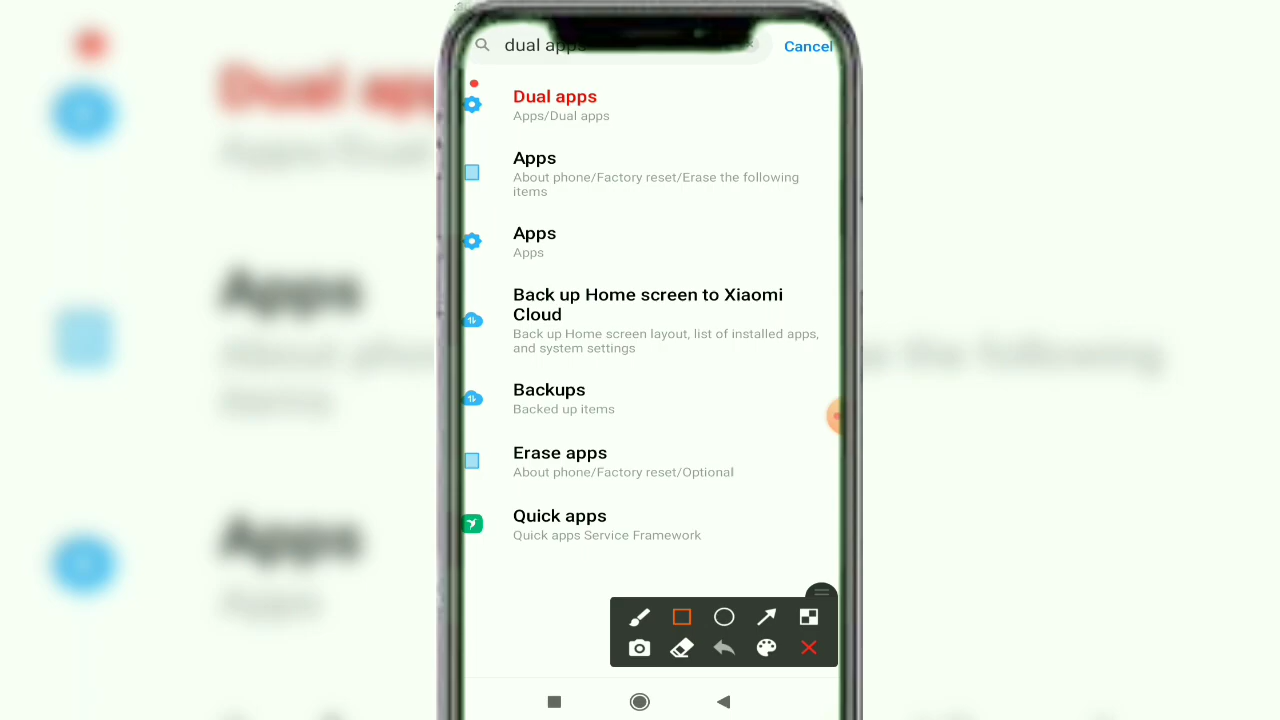 dual apps
Cancel
Dual apps
Apps/Dual apps
Apps
About phone/Factory reset/Erase the following
items
Apps
Apps
Back up Home screen to Xiaomi
Cloud
Back up Home screen layout, list of installed apps,
and system settings
Backups
Backed up items
Erase apps
About phone/Factory reset/Optional
Quick apps
Quick apps Service Framework